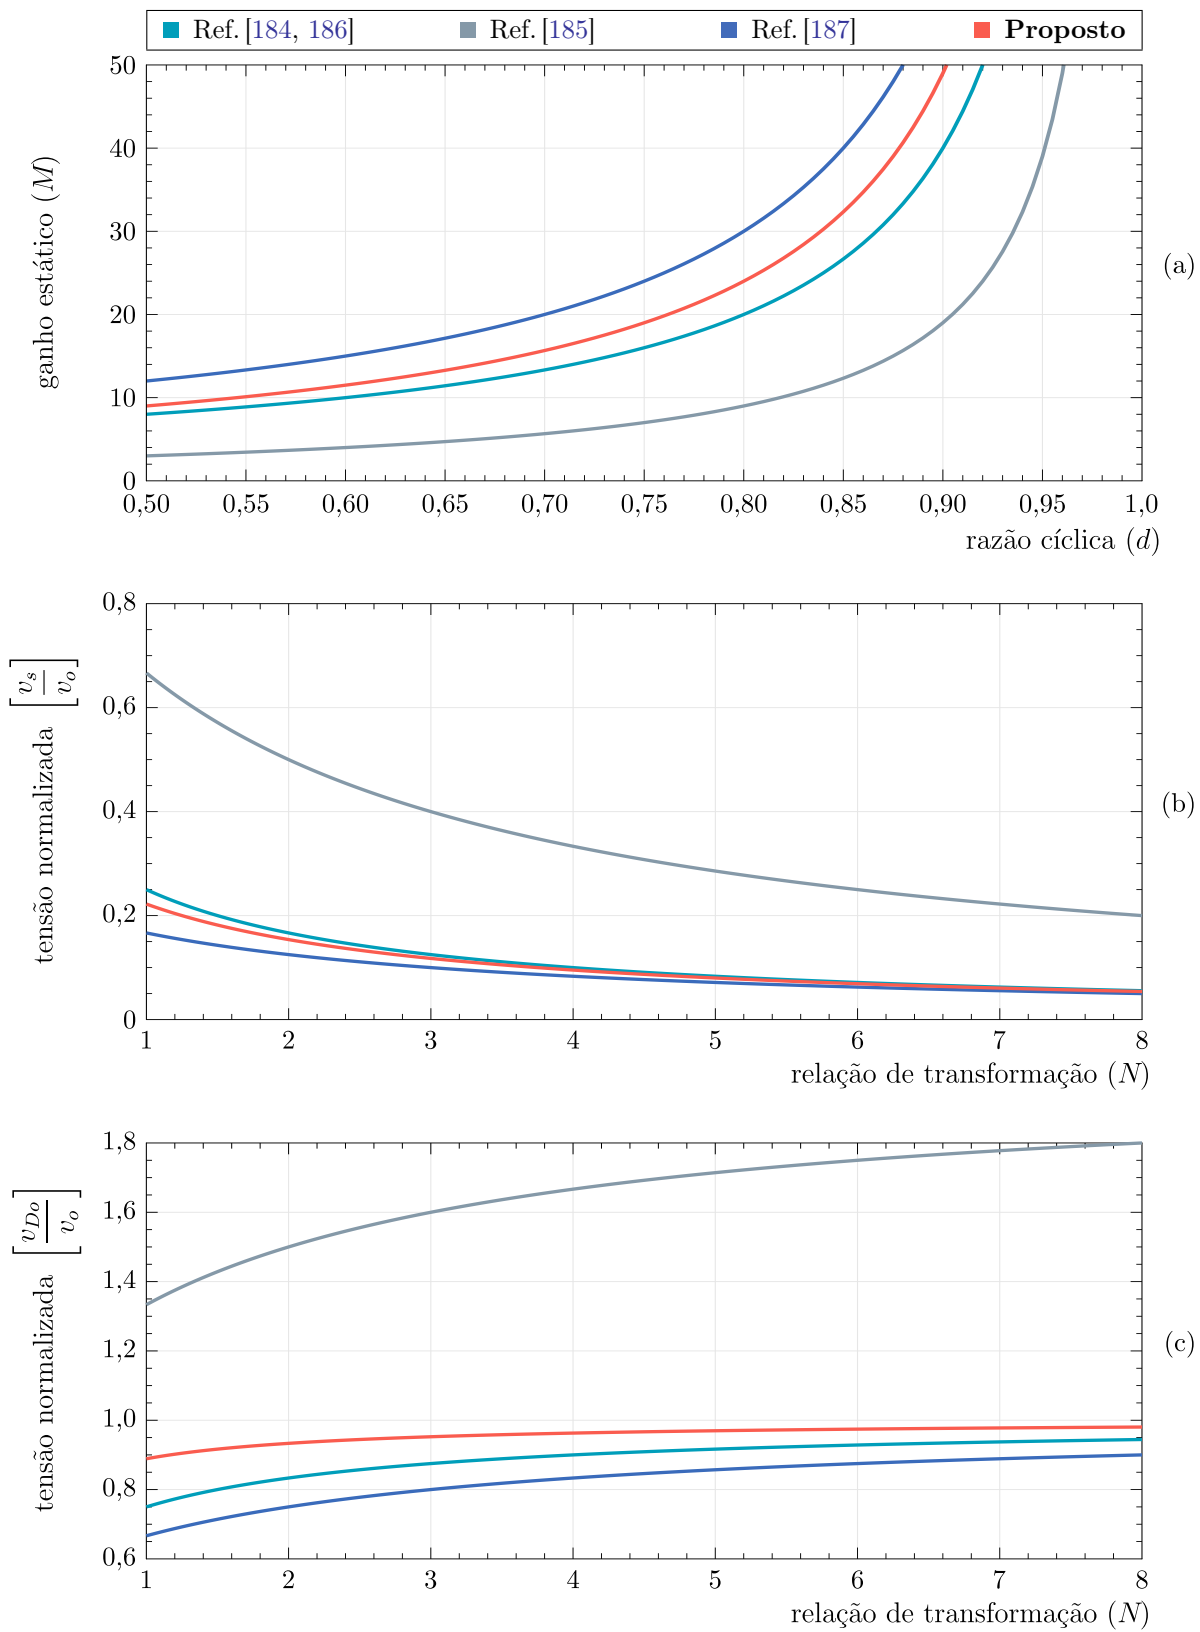 Ref. [184, 186] Ref. [185] Ref. [187] Proposto
50
40
30
20
10
0
ganho estático (M)
(a)
0,50 0,55 0,60 0,65 0,70 0,75 0,80 0,85 0,90 0,95 1,0
razão cíclica (d)
0,8
0,6
0,4
0,2
0
tensão normalizada [v_s/v_o]
(b)
1 2 3 4 5 6 7 8
relação de transformação (N)
1,8
1,6
1,4
1,2
1,0
0,8
0,6
tensão normalizada [v_Do/v_o]
(c)
1 2 3 4 5 6 7 8
relação de transformação (N)